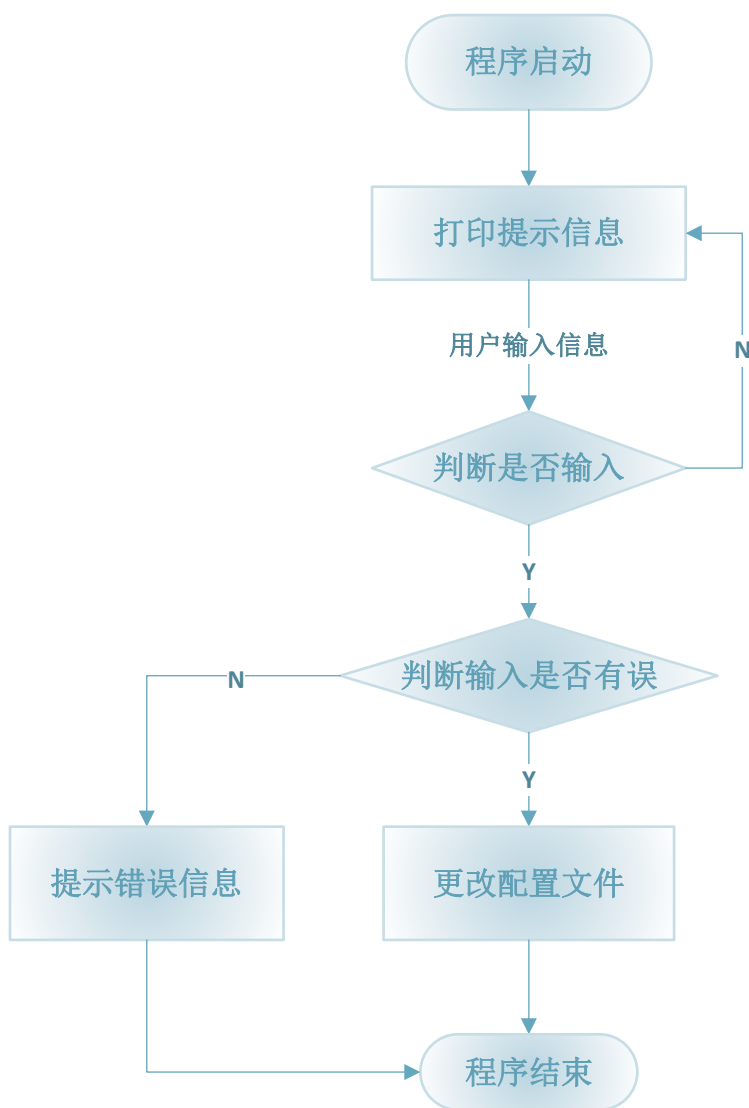 程序启动
打印提示信息
用户输入信息
N
判断是否输入
Y
判断输入是否有误
N
Y
提示错误信息
更改配置文件
程序结束